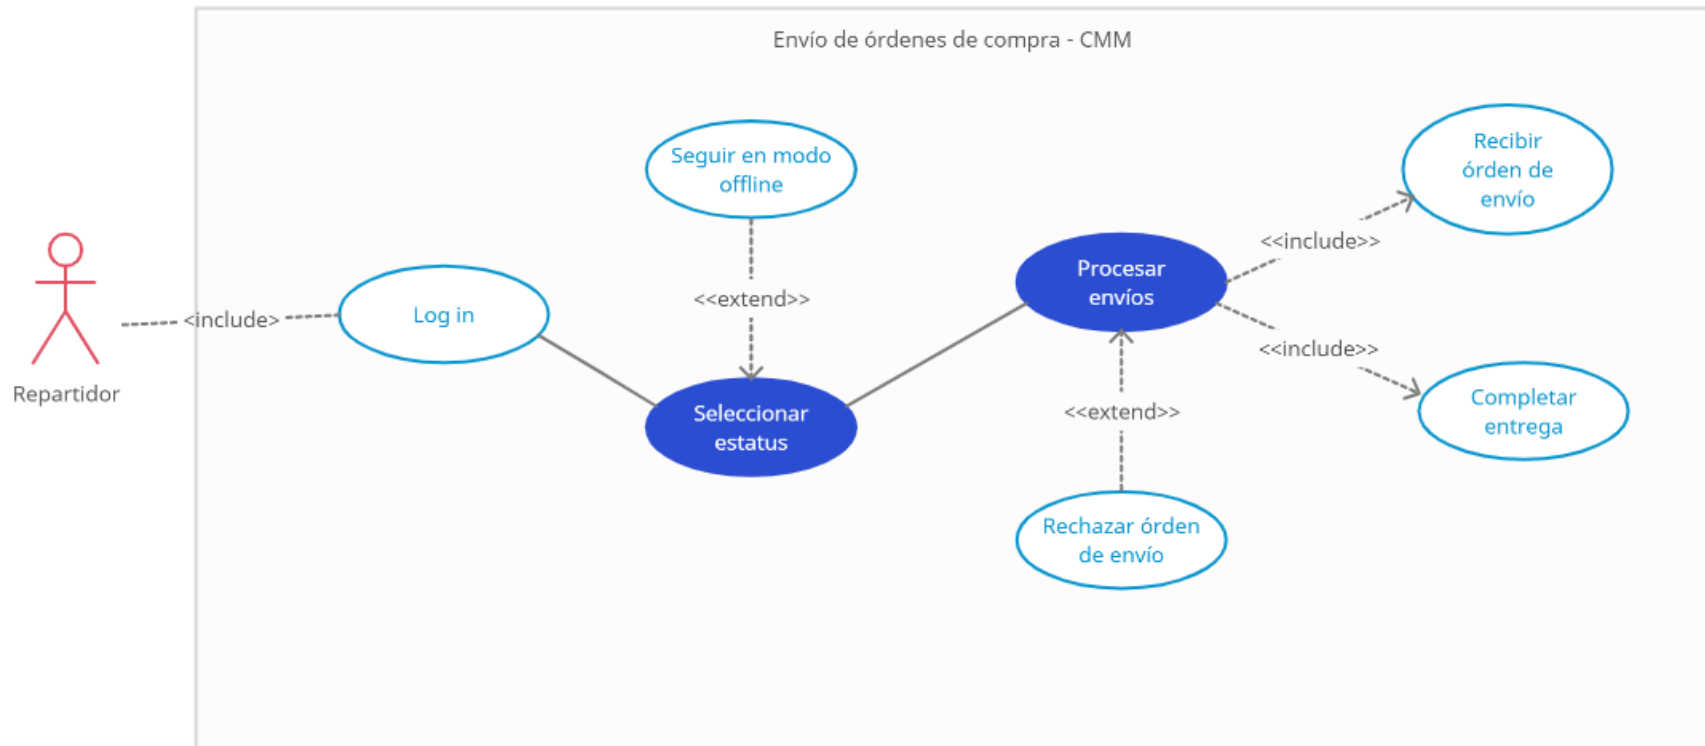 Envío de órdenes de compra - CMM
Seguir en modo
offline
Recibir
órden de
envío
<<include>>
Procesar
envíos
<<extend>>
Log in
<include>
Repartidor
<<include>>
Seleccionar
estatus
<<extend>>
Completar
entrega
Rechazar órden
de envío